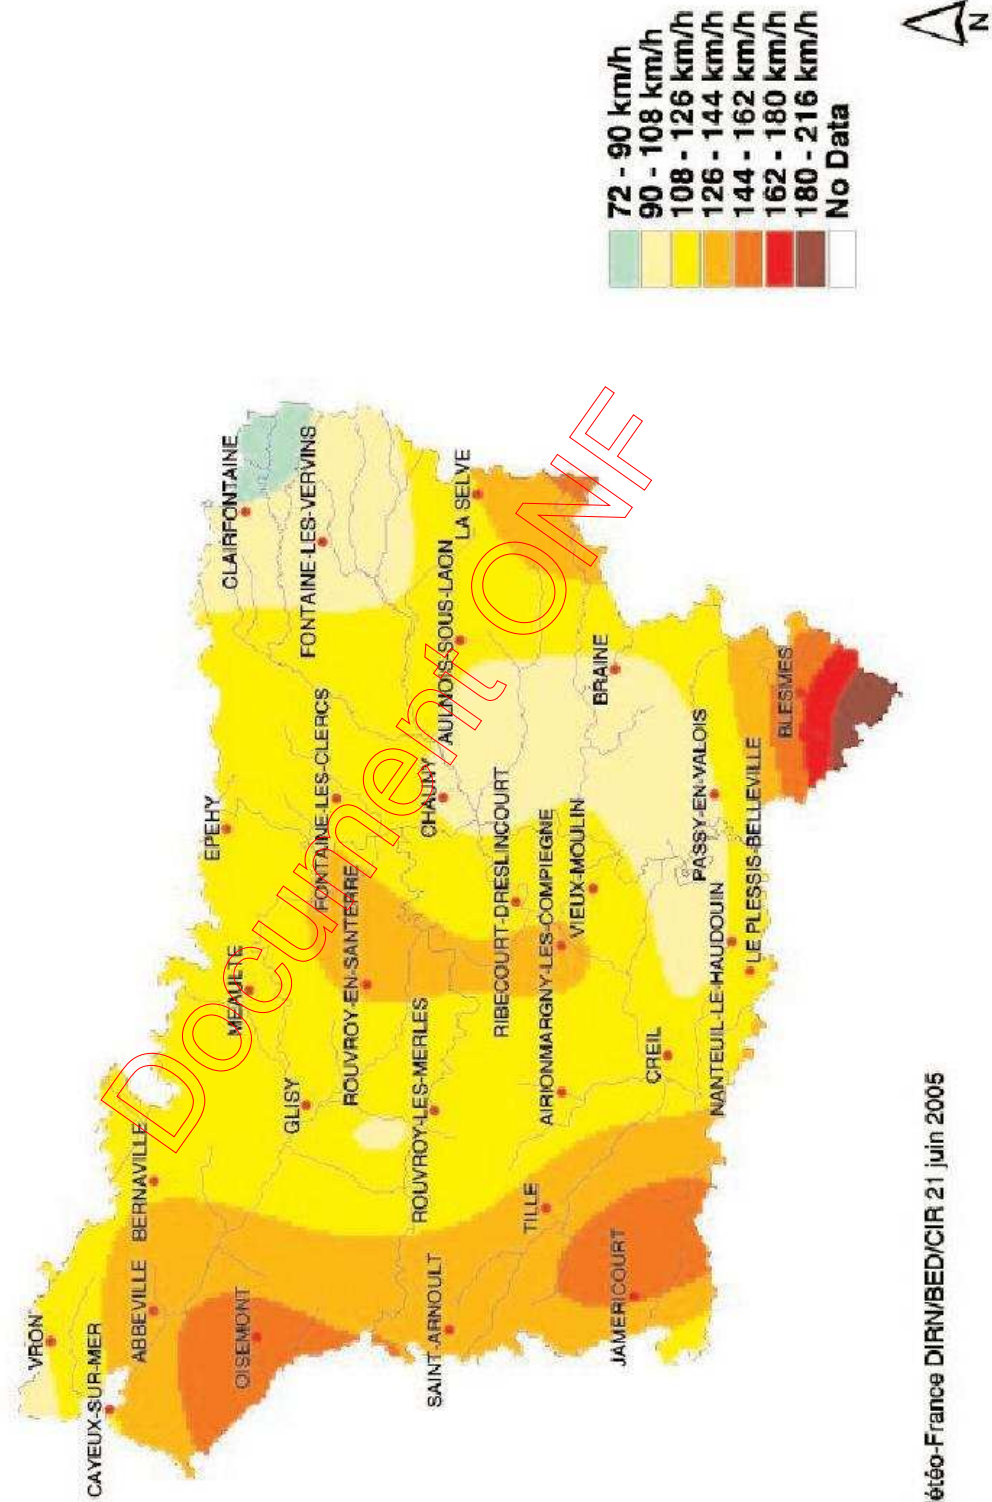 VRON
CAYEUX-SUR-MER
ABBEVILLE
BERNAVILLE
OISEMONT
MEAULTE
EPEHY
CLAIRFONTAINE
GLISY
FONTAINE-LES-VERVINS
FONTAINE-LES-CLERCS
ROUVROY-EN-SANTERRE
ROUVROY-LES-MERLES
SAINT-ARNOULT
CHAUNY
AULNOIS-SOUS-LAON
LA SELVE
RIBECOURT-DRESLINCOURT
AIRION
MARGNY-LES-COMPIEGNE
TILLE
VIEUX-MOULIN
BRAINE
JAMERICOURT
CREIL
PASSY-EN-VALOIS
NANTEUIL-LE-HAUDOUIN
LE PLESSIS-BELLEVILLE
BLESMES
72 - 90 km/h
90 - 108 km/h
108 - 126 km/h
126 - 144 km/h
144 - 162 km/h
162 - 180 km/h
180 - 216 km/h
No Data
N
étéo-France DIRN/BED/CIR 21 juin 2005
Document ONF